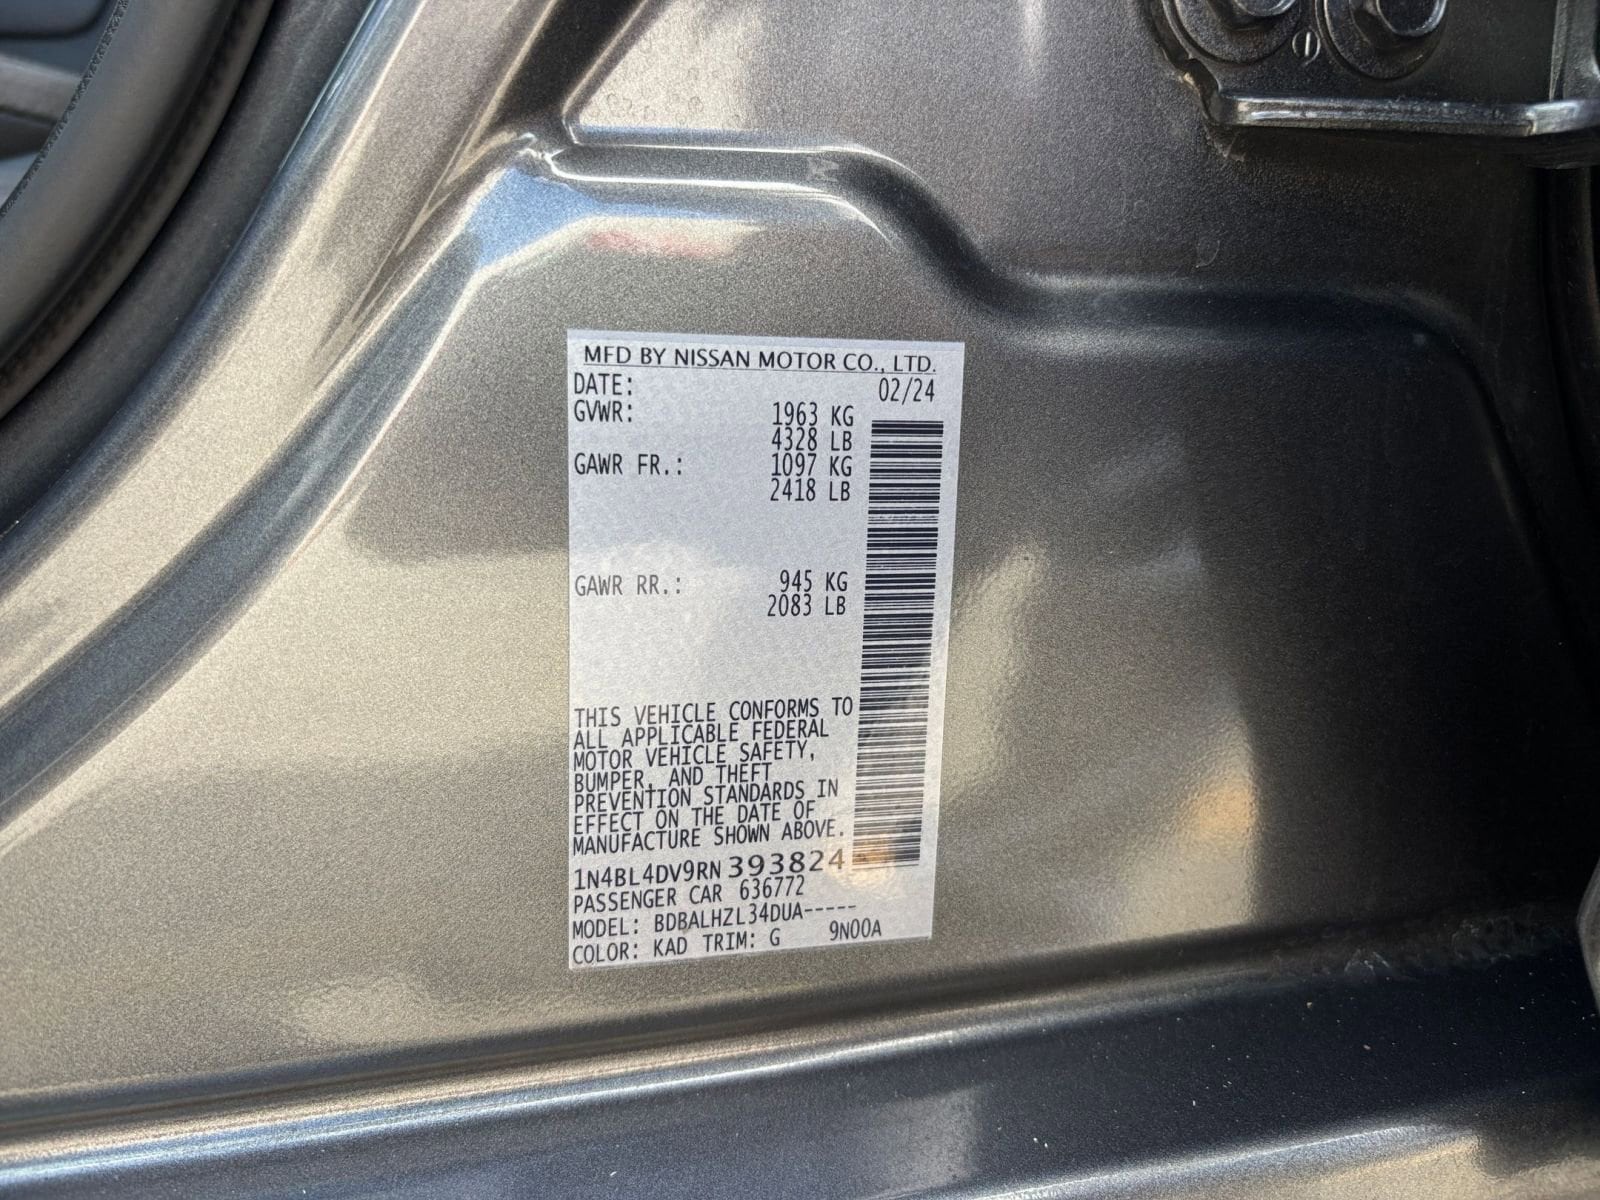 MFD BY NISSAN MOTOR CO., LTD.
DATE: 02/24
GVWR: 1963 KG
4328 LB
GAWR FR.: 1097 KG
2418 LB
GAWR RR.: 945 KG
2083 LB
THIS VEHICLE CONFORMS TO
ALL APPLICABLE FEDERAL
MOTOR VEHICLE SAFETY,
BUMPER, AND THEFT
PREVENTION STANDARDS IN
EFFECT ON THE DATE OF
MANUFACTURE SHOWN ABOVE.
1N4BL4DV9RN 393824
PASSENGER CAR 636772
MODEL: BDBALHZL34DUA-----
COLOR: KAD TRIM: G 9N00A